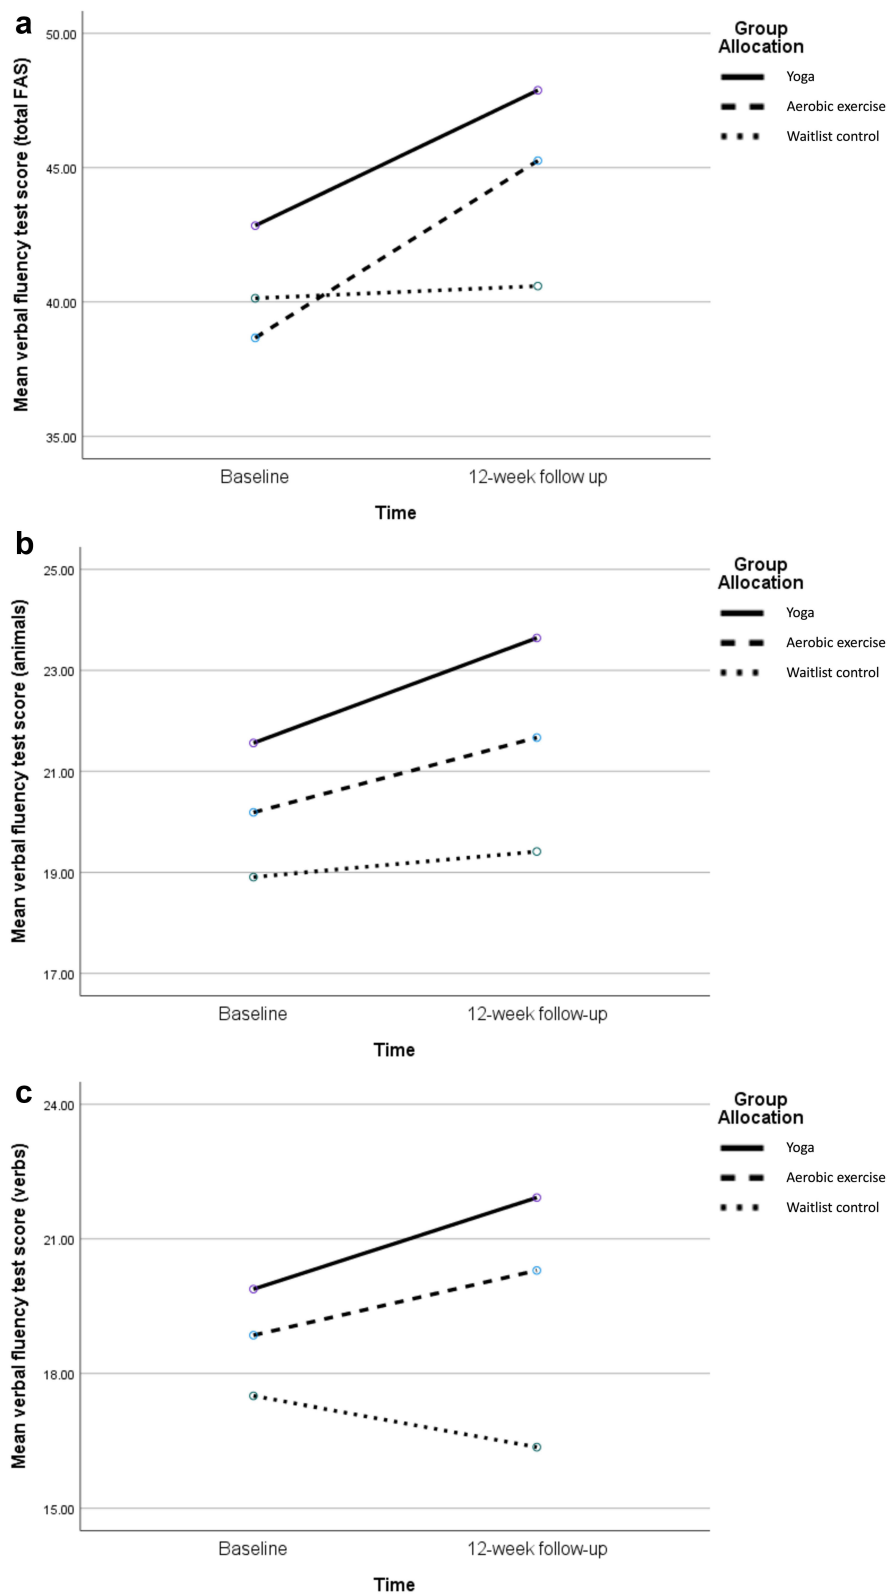 a
Mean verbal fluency test score (total FAS)
50.00
45.00
40.00
35.00
Baseline
12-week follow up
Time
Group
Allocation
Yoga
Aerobic exercise
Waitlist control
b
Mean verbal fluency test score (animals)
25.00
23.00
21.00
19.00
17.00
Baseline
12-week follow-up
Time
Group
Allocation
Yoga
Aerobic exercise
Waitlist control
c
Mean verbal fluency test score (verbs)
24.00
21.00
18.00
15.00
Baseline
12-week follow-up
Time
Group
Allocation
Yoga
Aerobic exercise
Waitlist control